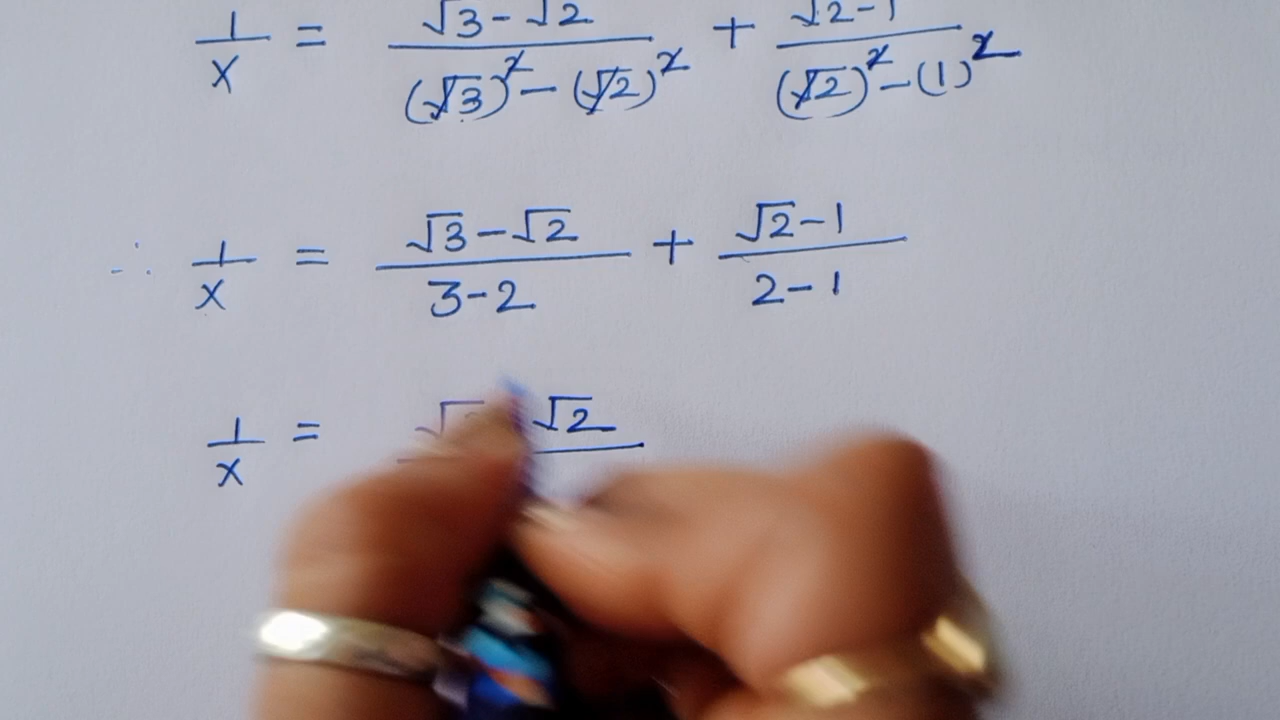 1/x = (√3-√2)/((√3)²-(√2)²) + (√2-1)/((√2)²-(1)²)
∴ 1/x = (√3-√2)/(3-2) + (√2-1)/(2-1)
1/x = √ √2